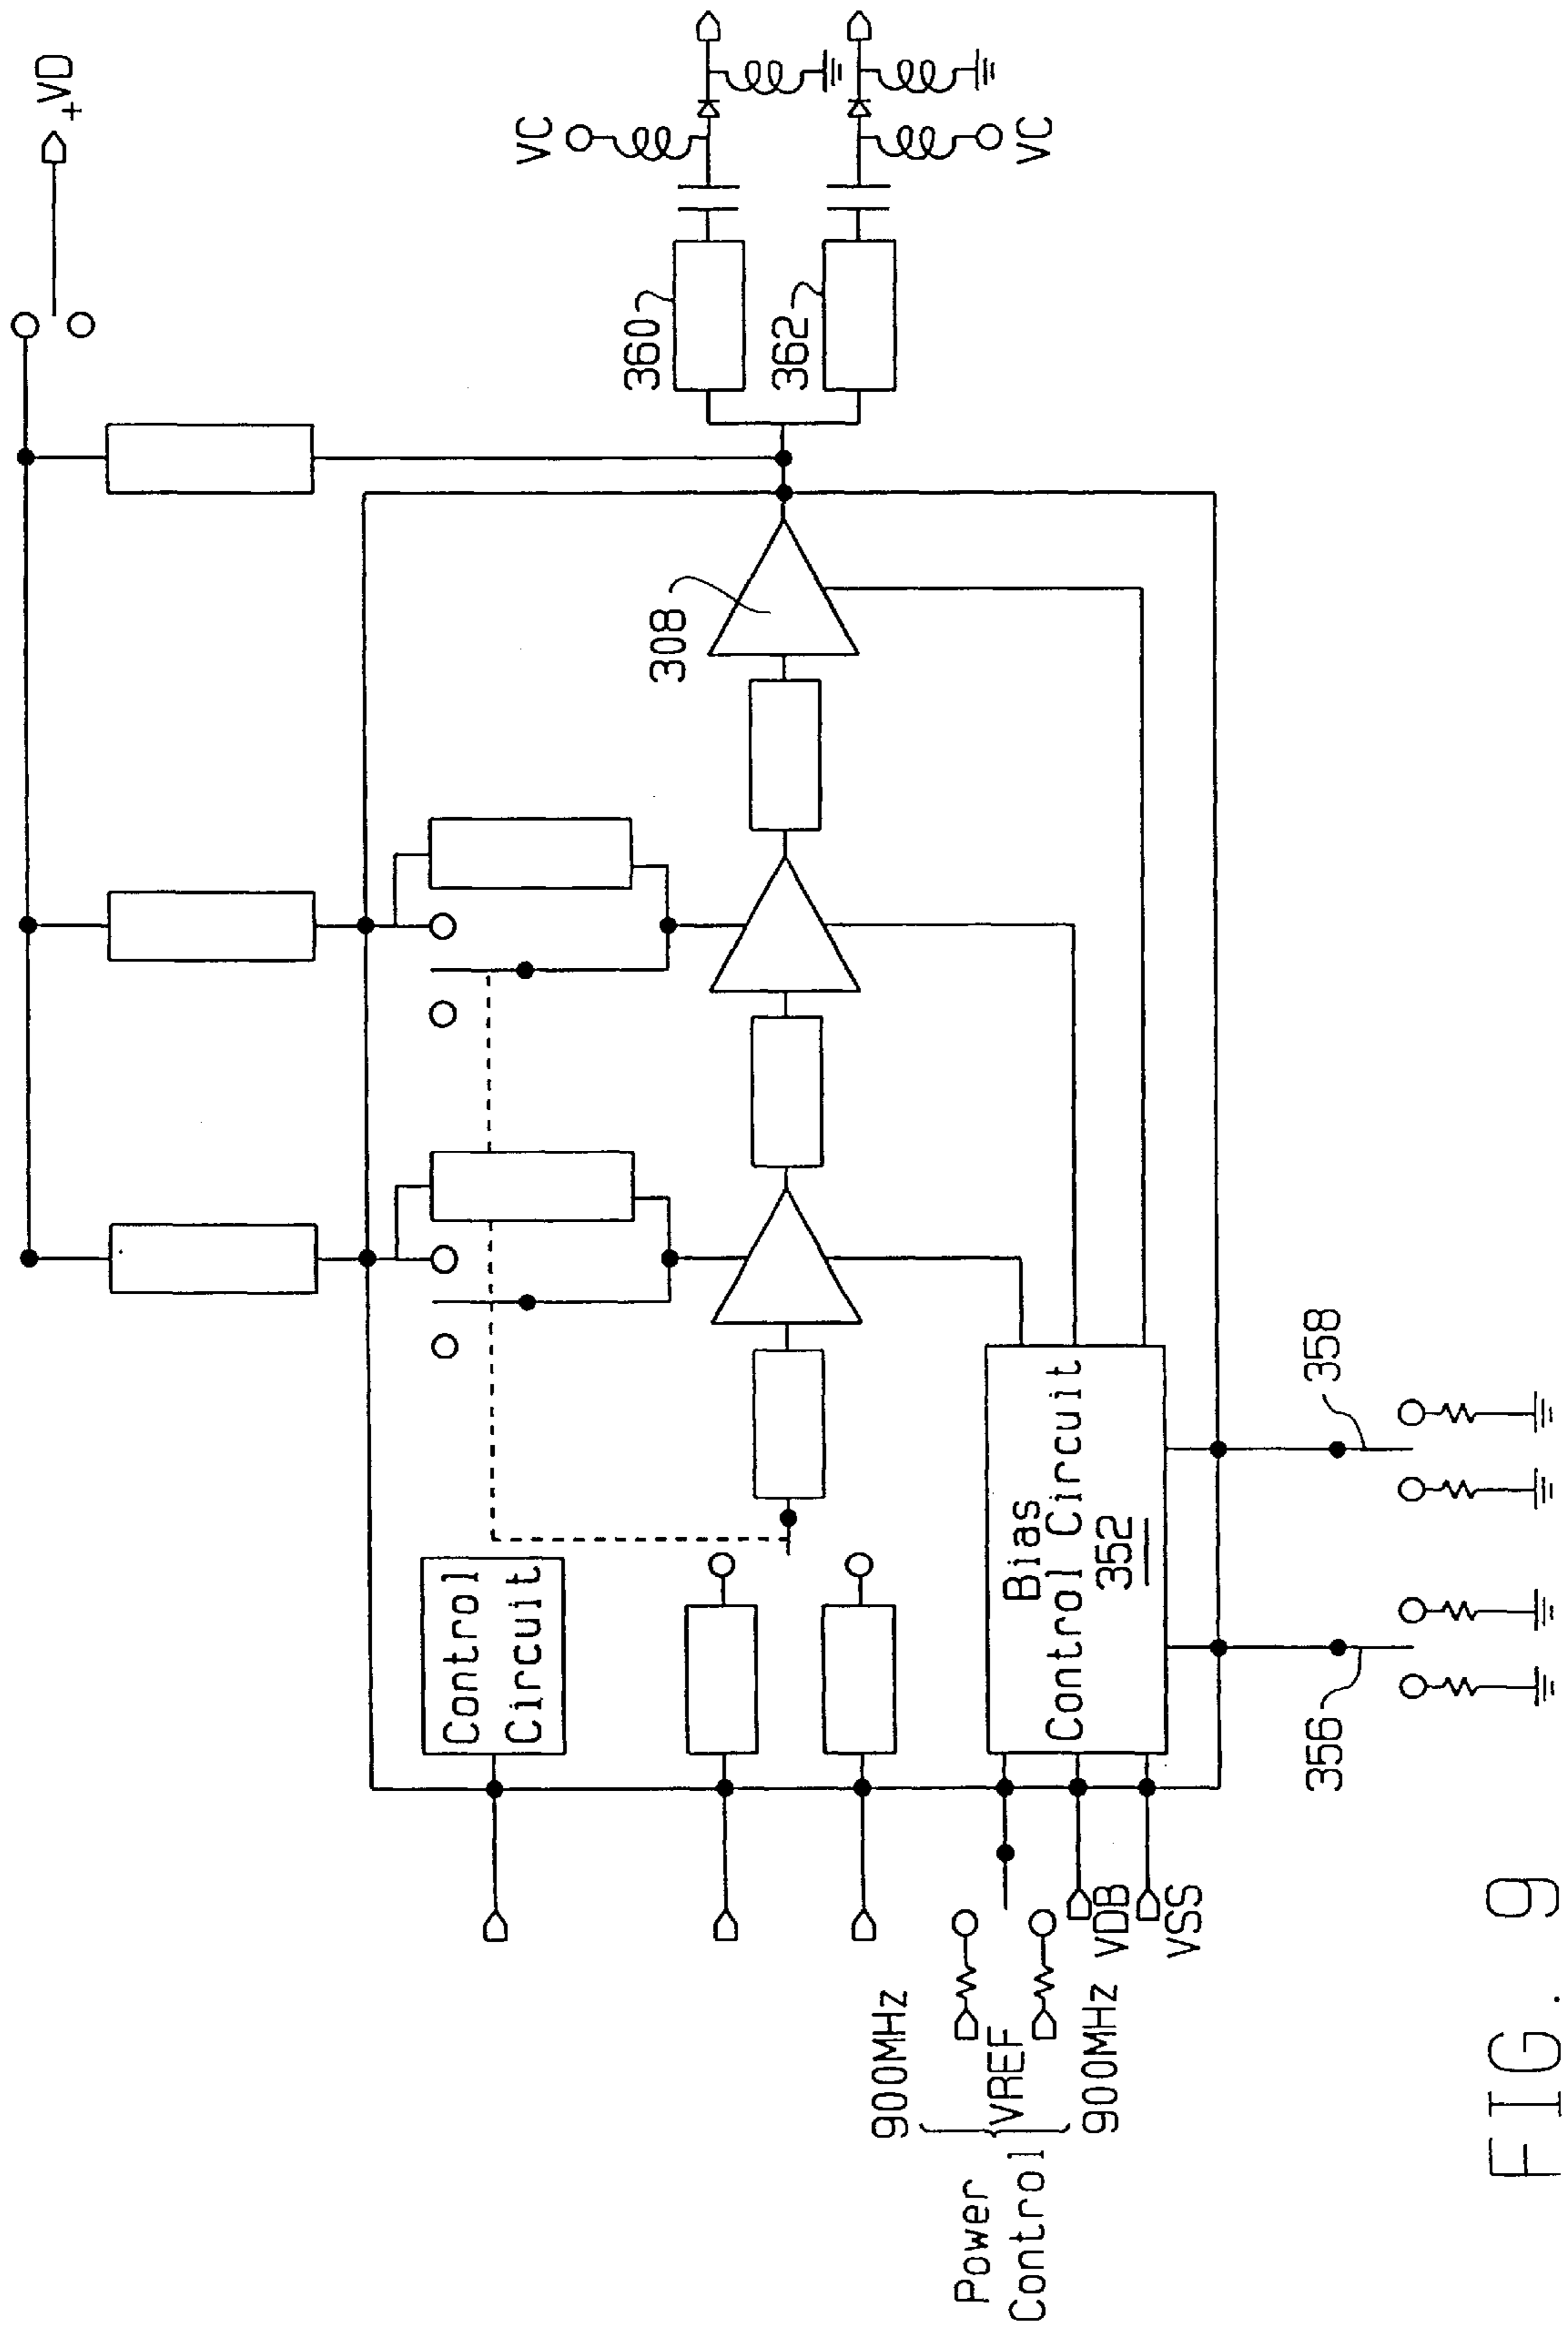 +VD
VC
VC
360
362
308
Control
Circuit
Bias
Control Circuit
352
358
356
900MHz
VREF
900MHz
VDB
VSS
Power
Control
FIG. 9